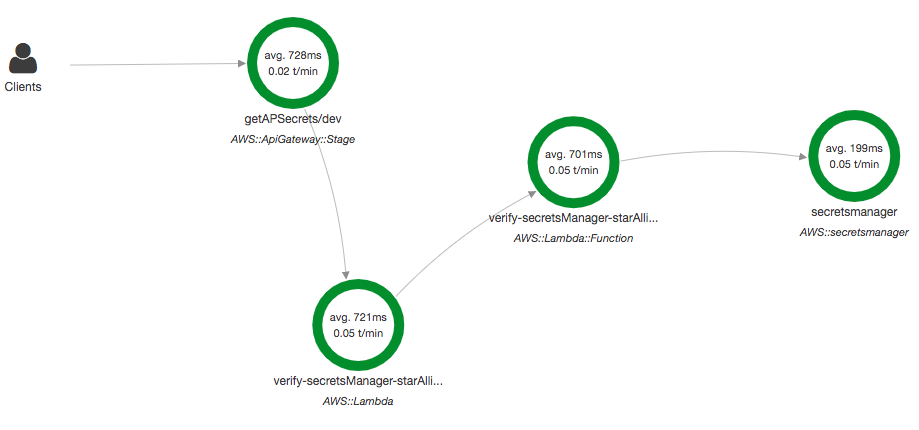 Clients
avg. 728ms
0.02 t/min
getAPSecrets/dev
AWS::ApiGateway::Stage
avg. 721ms
0.05 t/min
verify-secretsManager-starAlli...
AWS::Lambda
avg. 701ms
0.05 t/min
verify-secretsManager-starAlli...
AWS::Lambda::Function
avg. 199ms
0.05 t/min
secretsmanager
AWS::secretsmanager